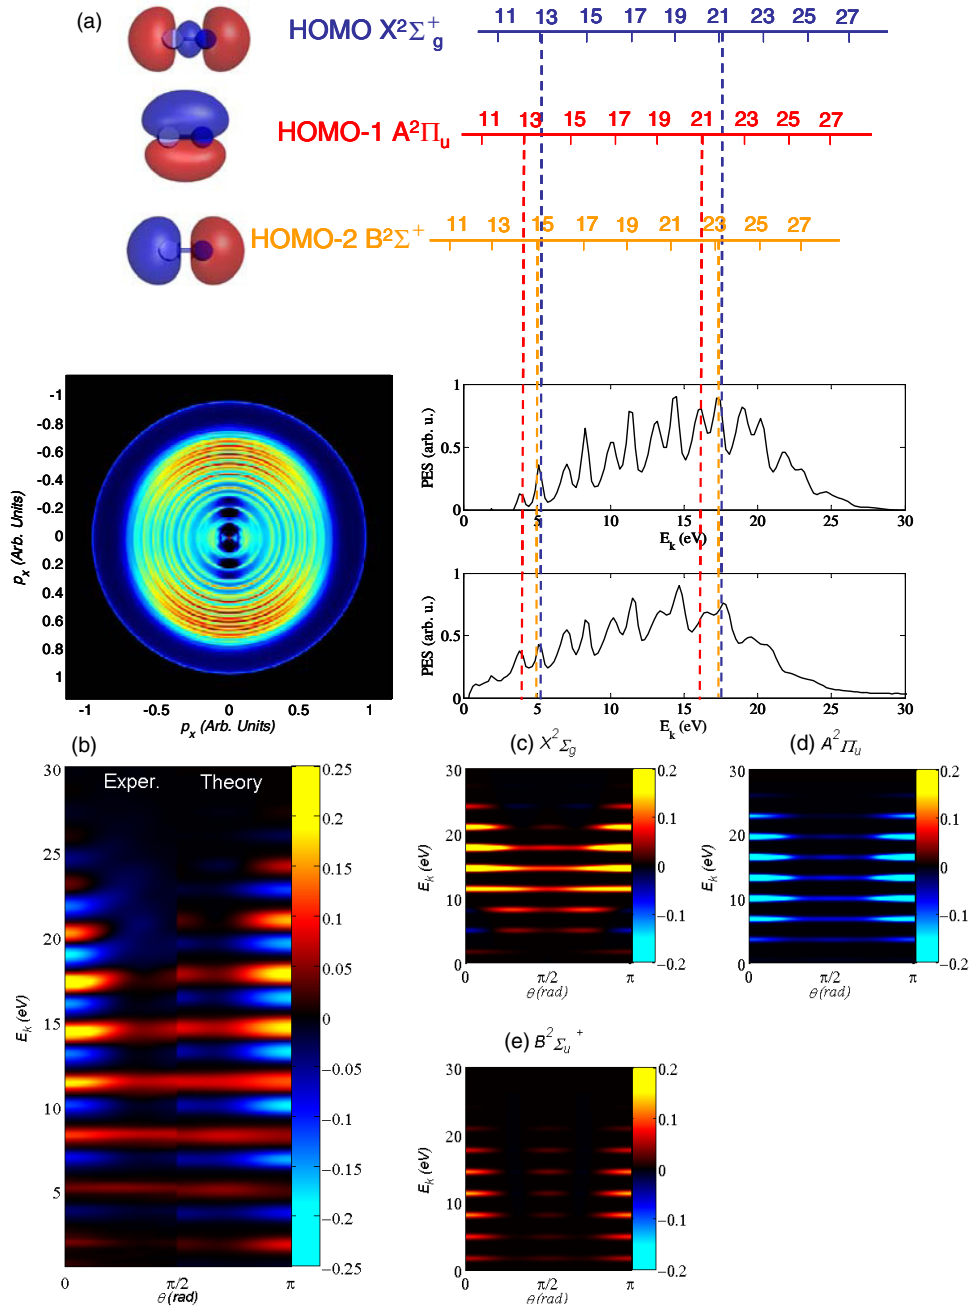 (a)
HOMO X²Σ⁺g
11 13 15 17 19 21 23 25 27
HOMO-1 A²Πu
11 13 15 17 19 21 23 25 27
HOMO-2 B²Σ⁺
11 13 15 17 19 21 23 25 27
-1
-0.8
-0.6
-0.4
-0.2
0
0.2
0.4
0.6
0.8
1
pₓ (Arb. Units)
-1 -0.5 0 0.5 1
pₓ (Arb. Units)
PES (arb. u.)
1
0.5
0
0 5 10 15 20 25 30
Eₖ (eV)
PES (arb. u.)
1
0.5
0
0 5 10 15 20 25 30
Eₖ (eV)
(b)
Exper. Theory
30
25
20
15
10
5
Eₖ (eV)
0 π/2 π
θ(rad)
0.25
0.2
0.15
0.1
0.05
0
−0.05
−0.1
−0.15
−0.2
−0.25
(c) X²Σg
30
20
10
0
Eₖ (eV)
0 π/2 π
θ(rad)
0.2
0.1
0
−0.1
−0.2
(d) A²Πu
30
20
10
0
Eₖ (eV)
0 π/2 π
θ(rad)
0.2
0.1
0
−0.1
−0.2
(e) B²Σu⁺
30
20
10
0
Eₖ (eV)
0 π/2 π
θ(rad)
0.2
0.1
0
−0.1
−0.2